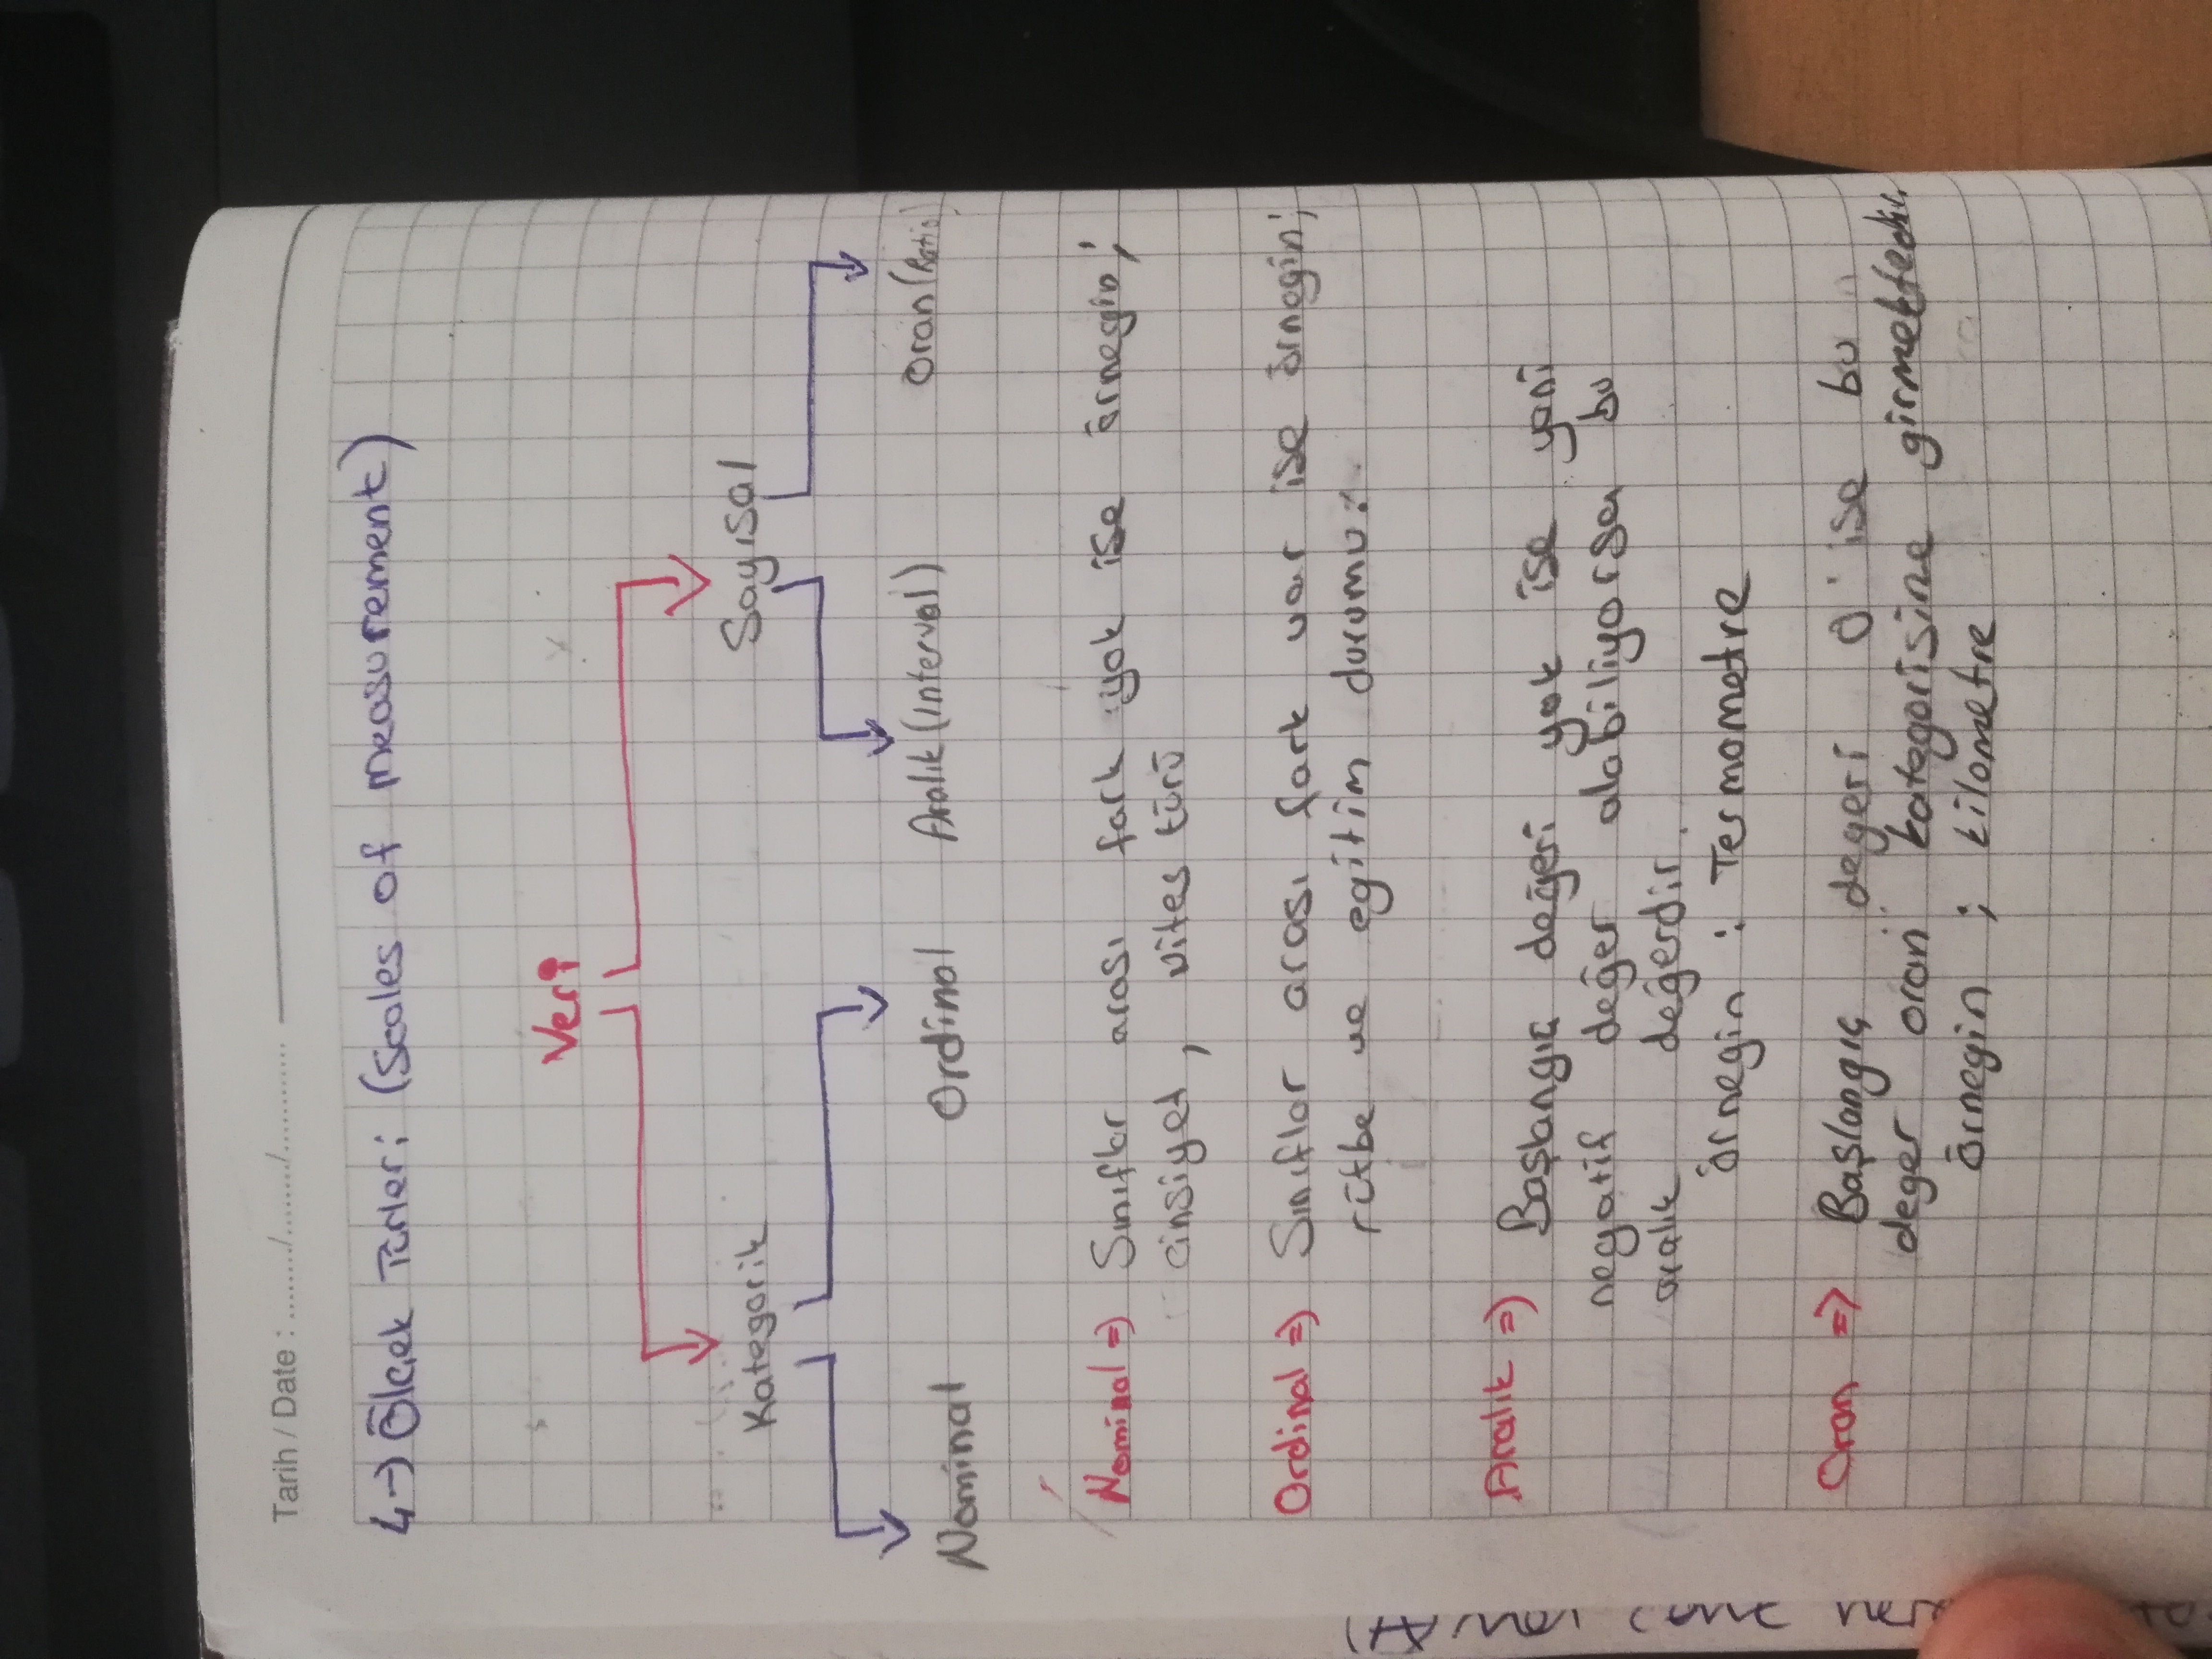 Tarih / Date : ......../......../........
4-) Ölçek Türleri (Scales of measurement)
Veri
Kategorik Sayısal
Nominal Ordinal Aralık (Interval) Oran (Ratio)
Nominal => Sınıflar arası fark yok ise örneğin;
cinsiyet, vites türü
Ordinal => Sınıflar arası fark var ise örneğin;
rütbe ve eğitim durumu.
Aralık => Başlangıç değeri yok ise yani
negatif değer alabiliyorsa bu
aralık değerdir.
örneğin : Termometre
Oran => Başlangıç değeri 0' ise bu
değer oran kategorisine girmektedir.
örneğin ; kilometre